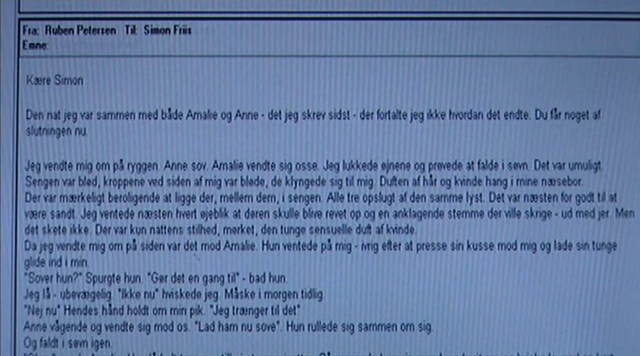 Fra: Ruben Petersen Til: Simon Friis
Emne:
Kære Simon
Den nat jeg var sammen med både Amalie og Anne - det jeg skrev sidst - der fortalte jeg ikke hvordan det endte. Du får noget af
slutningen nu.
Jeg vendte mig om på ryggen. Anne sov. Amalie vendte sig osse. Jeg lukkede øjnene og prøvede at falde i søvn. Det var umuligt.
Sengen var blød, kroppene ved siden af mig var bløde, de klyngede sig til mig. Duften af hår og kvinde hang i mine næsebor.
Der var mærkeligt beroligende at ligge der, mellem dem, i sengen. Alle tre opslugt af den samme lyst. Det var næsten for godt til at
være sandt. Jeg ventede næsten hvert øjeblik at døren skulle blive revet op og en anklagende stemme der ville skrige - ud med jer. Men
det skete ikke. Der var kun nattens stilhed, mørket, den tunge sensuelle duft af kvinde.
Da jeg vendte mig om på siden var det mod Amalie. Hun ventede på mig - ivrig efter at presse sin kusse mod mig og lade sin tunge
glide ind i min.
"Sover hun?" Spurgte hun. "Gør det en gang til" - bad hun.
Jeg lå - ubevægelig. "Ikke nu" hviskede jeg. Måske i morgen tidlig.
"Nej nu" Hendes hånd holdt om min pik. "Jeg trænger til det"
Anne vågende og vendte sig mod os. "Lad ham nu sove". Hun rullede sig sammen om sig.
Og faldt i søvn igen.